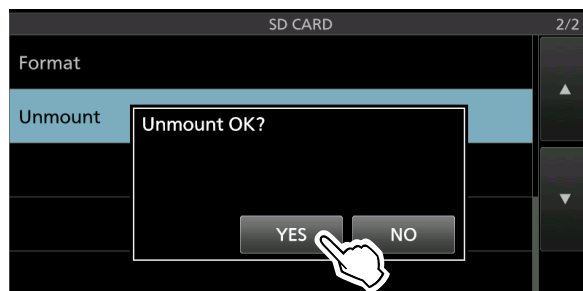 SD CARD 2/2
Format
Unmount
Unmount OK?
YES NO